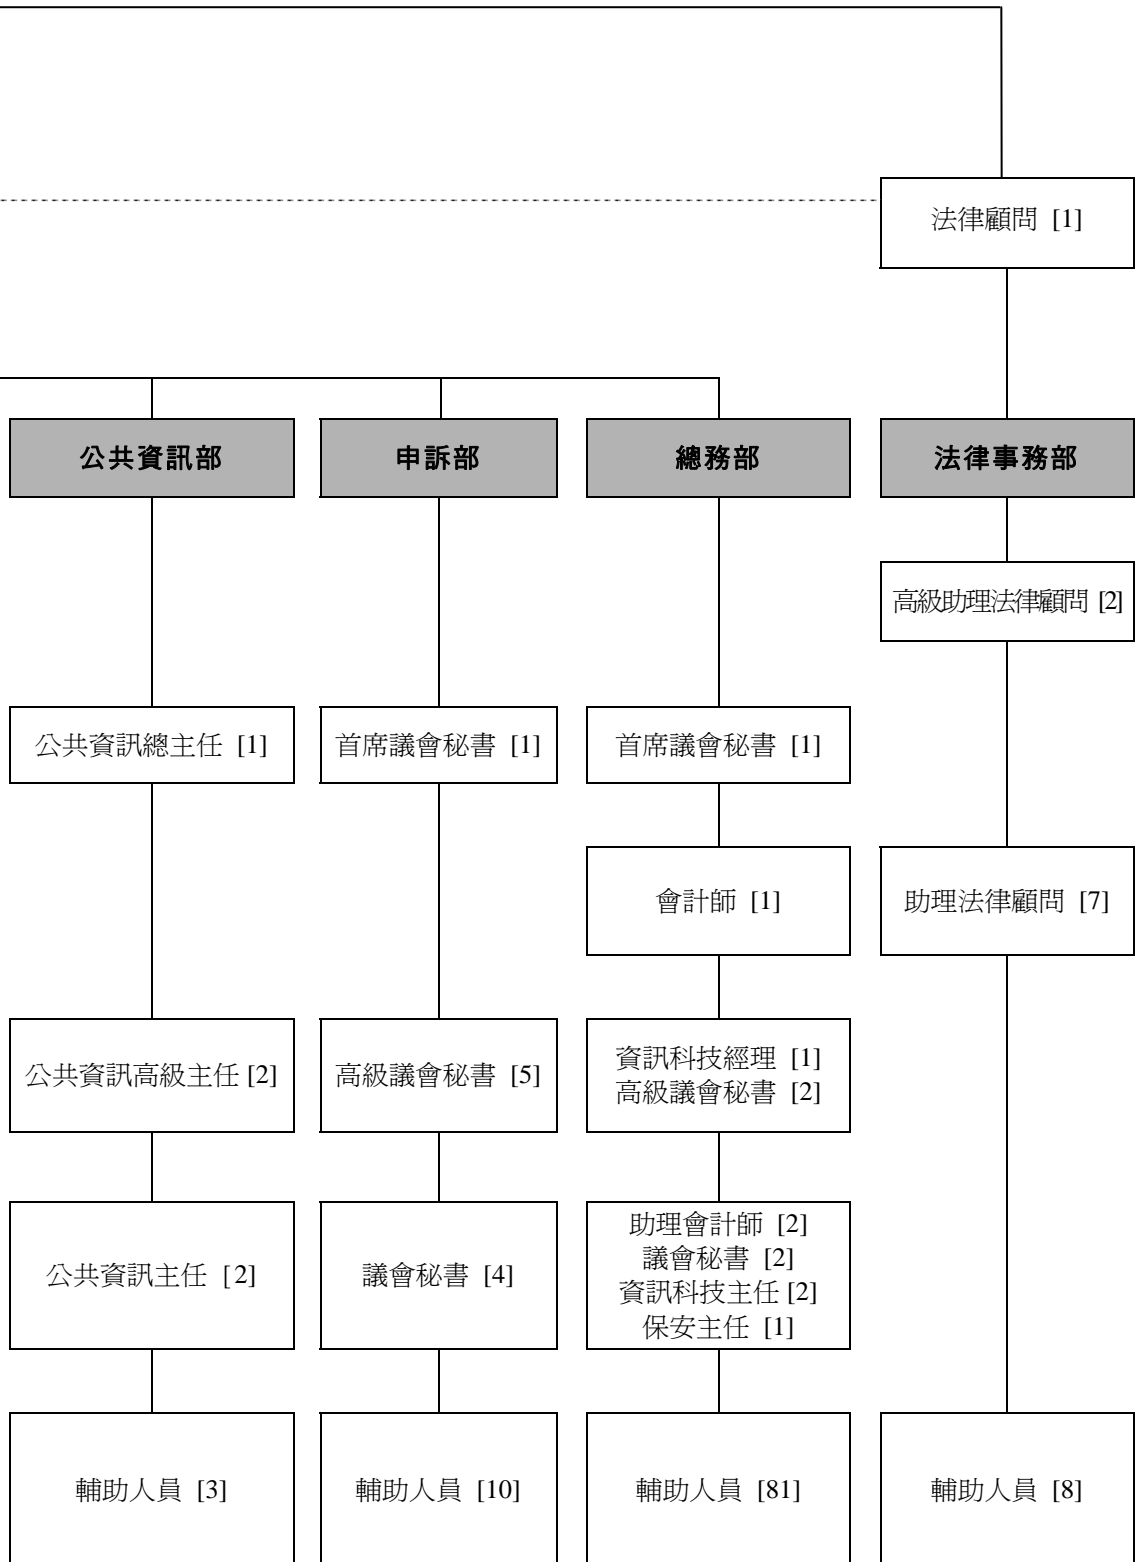 法律顧問 [1]
公共資訊部
申訴部
總務部
法律事務部
高級助理法律顧問 [2]
公共資訊總主任 [1]
首席議會秘書 [1]
首席議會秘書 [1]
會計師 [1]
助理法律顧問 [7]
公共資訊高級主任 [2]
高級議會秘書 [5]
資訊科技經理 [1]
高級議會秘書 [2]
公共資訊主任 [2]
議會秘書 [4]
助理會計師 [2]
議會秘書 [2]
資訊科技主任 [2]
保安主任 [1]
輔助人員 [3]
輔助人員 [10]
輔助人員 [81]
輔助人員 [8]